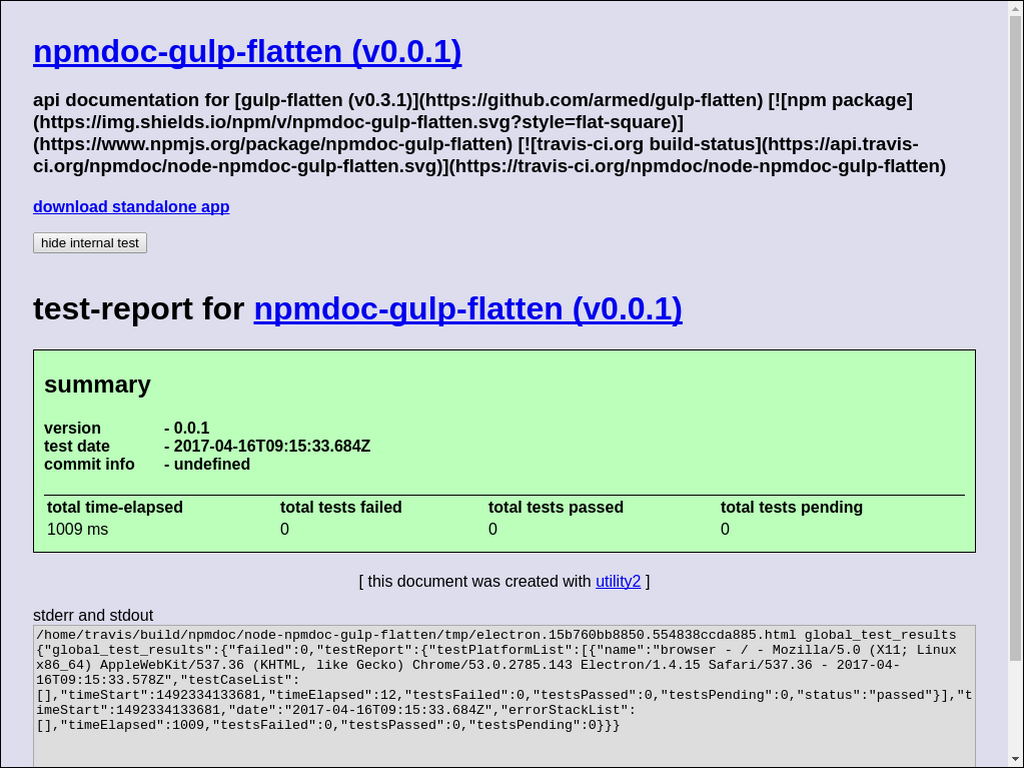 npmdoc-gulp-flatten (v0.0.1)
api documentation for [gulp-flatten (v0.3.1)](https://github.com/armed/gulp-flatten) [![npm package]
(https://img.shields.io/npm/v/npmdoc-gulp-flatten.svg?style=flat-square)]
(https://www.npmjs.org/package/npmdoc-gulp-flatten) [![travis-ci.org build-status](https://api.travis-
ci.org/npmdoc/node-npmdoc-gulp-flatten.svg)](https://travis-ci.org/npmdoc/node-npmdoc-gulp-flatten)
download standalone app
hide internal test
test-report for npmdoc-gulp-flatten (v0.0.1)
summary
version - 0.0.1
test date - 2017-04-16T09:15:33.684Z
commit info - undefined
total time-elapsed total tests failed total tests passed total tests pending
1009 ms 0 0 0
[ this document was created with utility2 ]
stderr and stdout
/home/travis/build/npmdoc/node-npmdoc-gulp-flatten/tmp/electron.15b760bb8850.554838ccda885.html global_test_results
{"global_test_results":{"failed":0,"testReport":{"testPlatformList":[{"name":"browser - / - Mozilla/5.0 (X11; Linux
x86_64) AppleWebKit/537.36 (KHTML, like Gecko) Chrome/53.0.2785.143 Electron/1.4.15 Safari/537.36 - 2017-04-
16T09:15:33.578Z","testCaseList":
[],"timeStart":1492334133681,"timeElapsed":12,"testsFailed":0,"testsPassed":0,"testsPending":0,"status":"passed"}],"t
imeStart":1492334133681,"date":"2017-04-16T09:15:33.684Z","errorStackList":
[],"timeElapsed":1009,"testsFailed":0,"testsPassed":0,"testsPending":0}}}